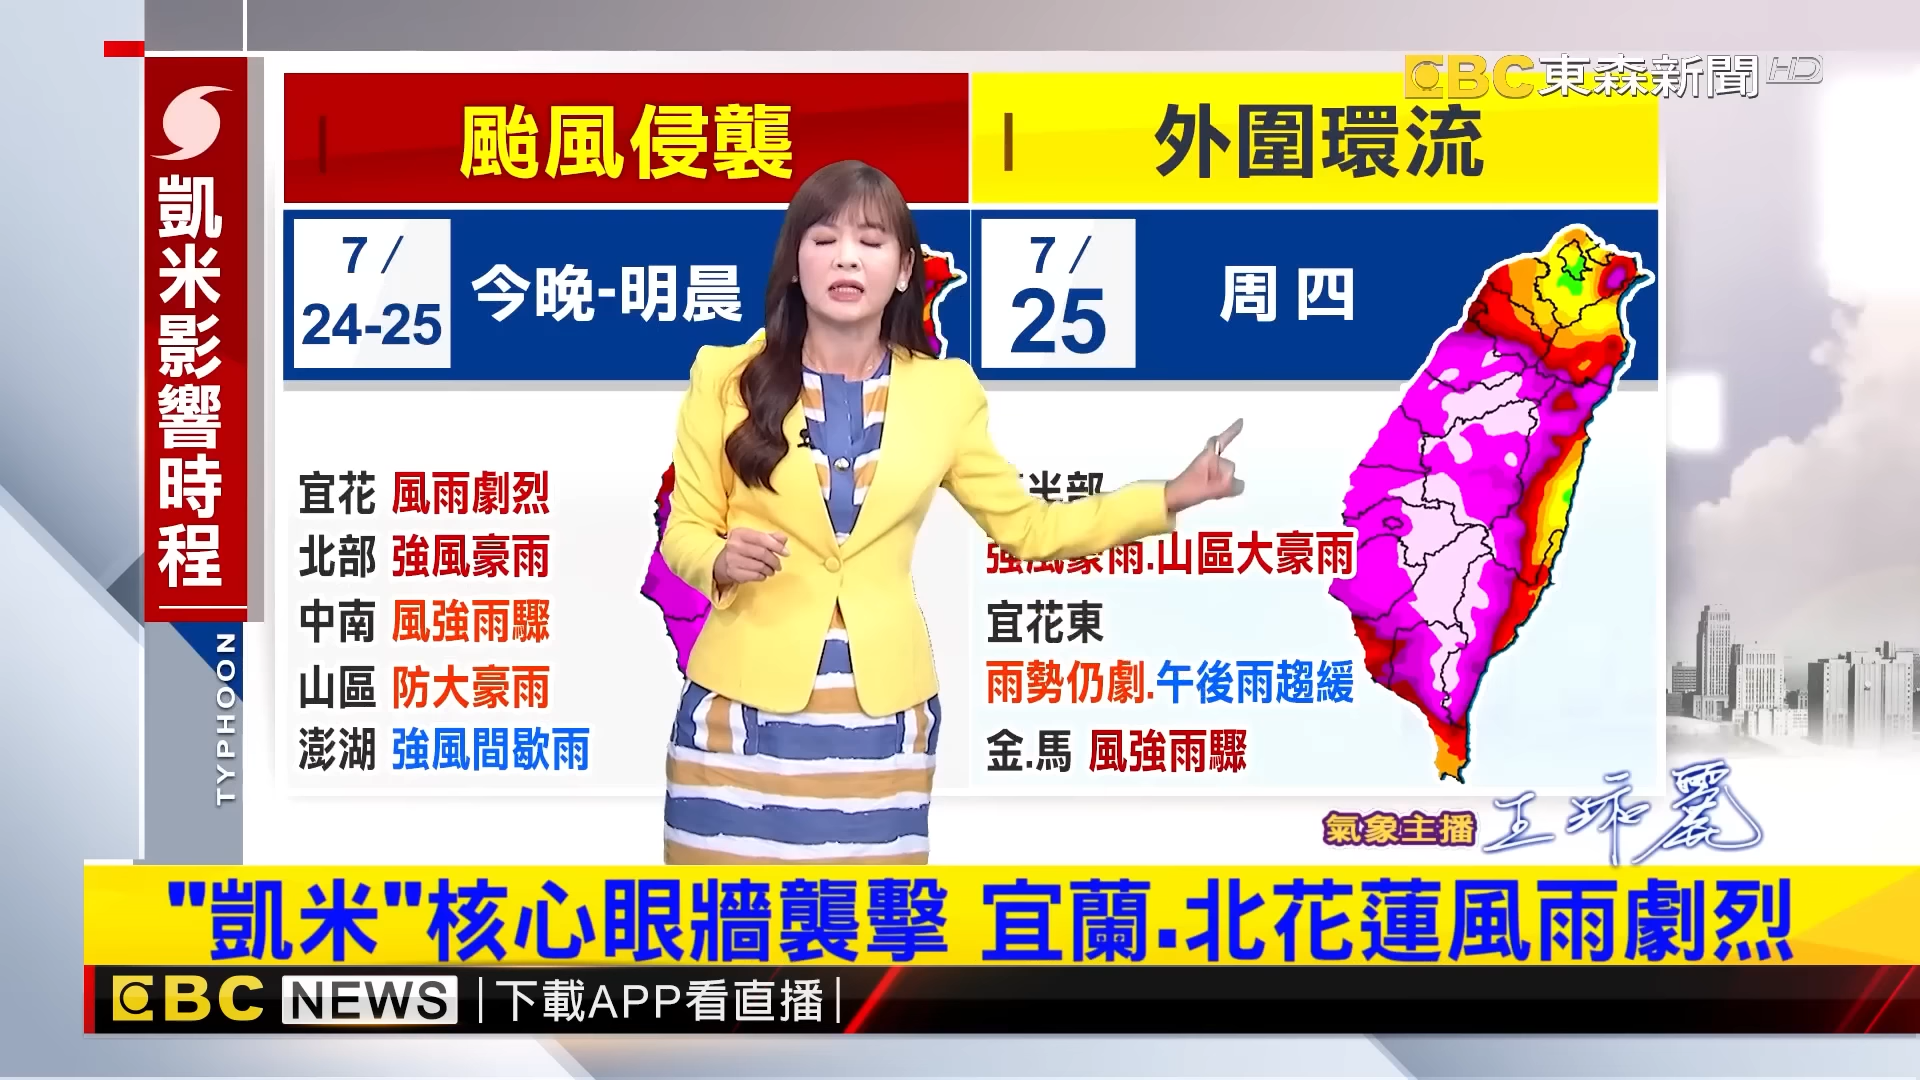 EBC東森新聞HD
凱米影響時程
TYPHOON
颱風侵襲
7/
24-25
今晚-明晨
宜花 風雨劇烈
北部 強風豪雨
中南 風強雨驟
山區 防大豪雨
澎湖 強風間歇雨
外圍環流
7/
25
周四
半部
強風豪雨.山區大豪雨
宜花東
雨勢仍劇.午後雨趨緩
金.馬 風強雨驟
氣象主播
"凱米"核心眼牆襲擊 宜蘭.北花蓮風雨劇烈
EBC NEWS 下載APP看直播